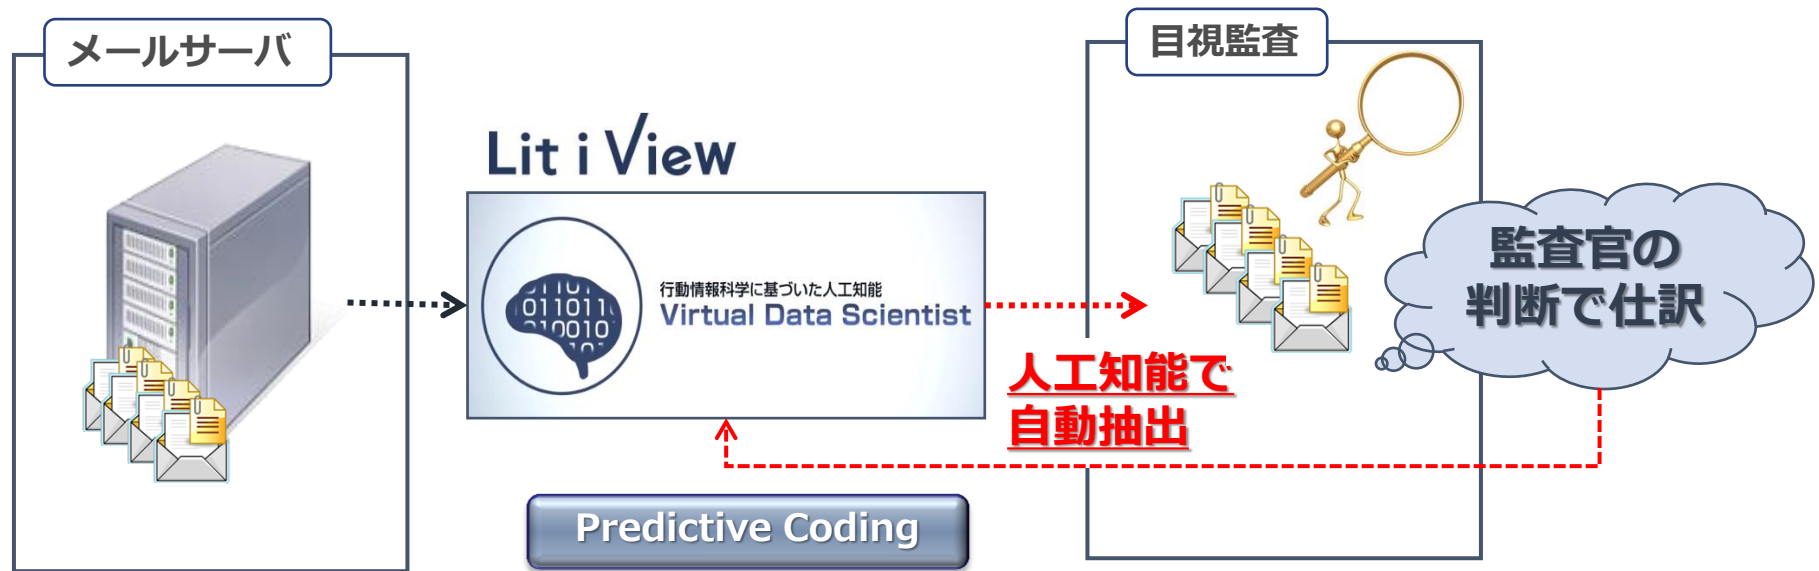 メールサーバ
目視監査
Lit i View
行動情報科学に基づいた人工知能
Virtual Data Scientist
監査官の
判断で仕訳
人工知能で
自動抽出
Predictive Coding
011011
010010